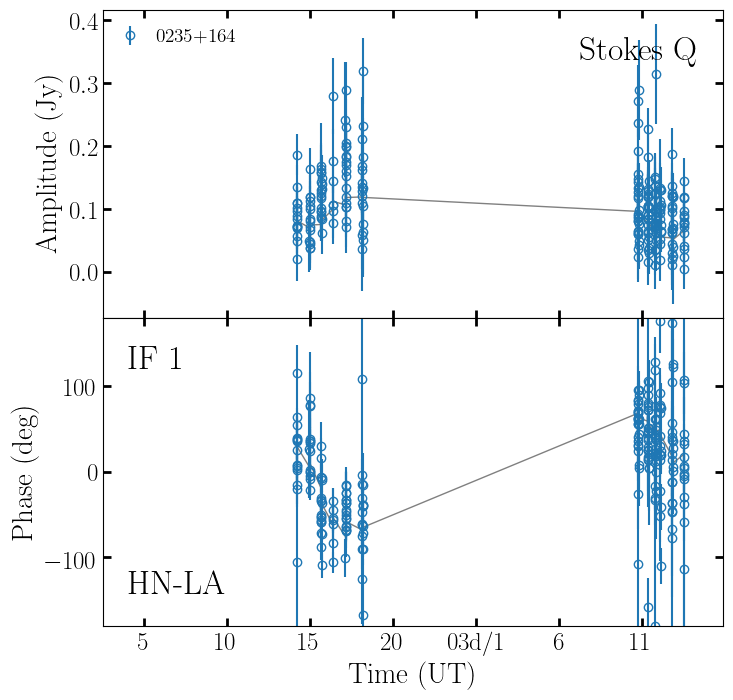 0.4
0235+164
Stokes Q
0.3
0.2
0.1
0.0
Amplitude (Jy)
IF 1
100
0
−100
Phase (deg)
HN-LA
5 10 15 20 03d/1 6 11
Time (UT)